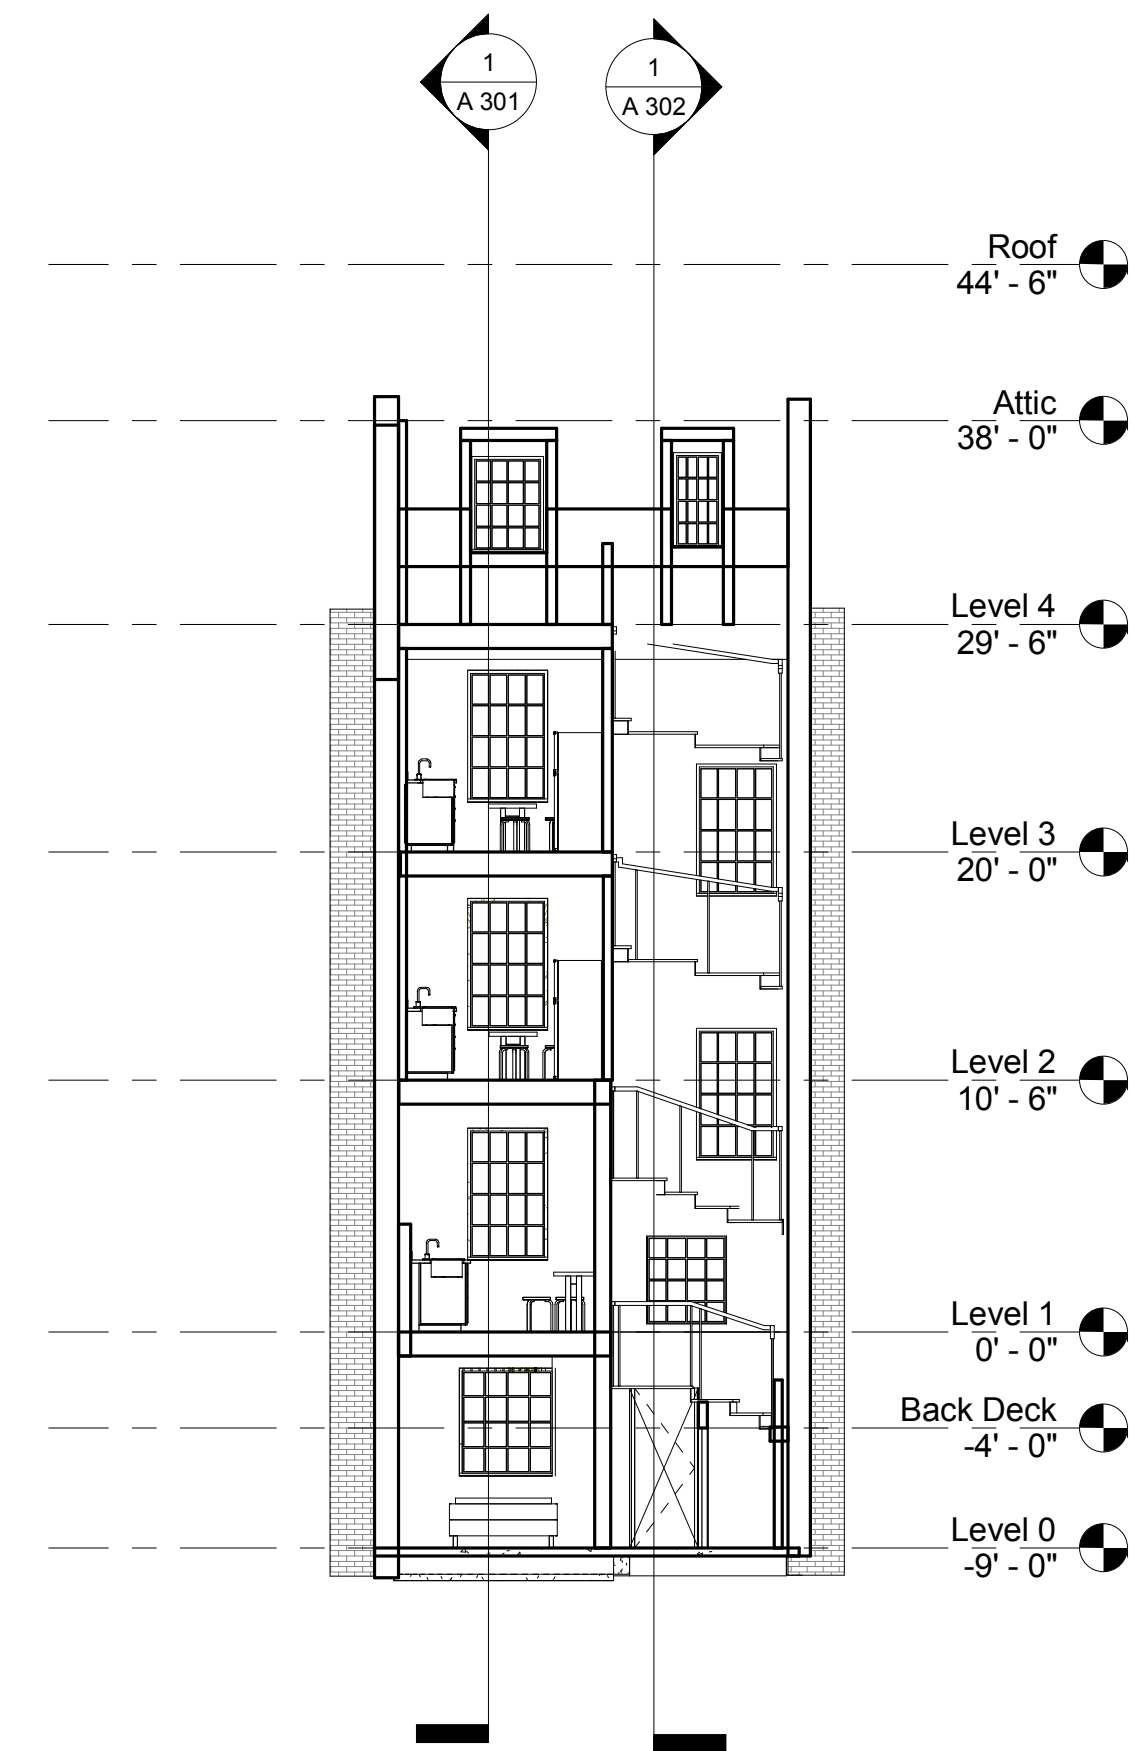 1
A 301
1
A 302
Roof
44' - 6"
Attic
38' - 0"
Level 4
29' - 6"
Level 3
20' - 0"
Level 2
10' - 6"
Level 1
0' - 0"
Back Deck
-4' - 0"
Level 0
-9' - 0"